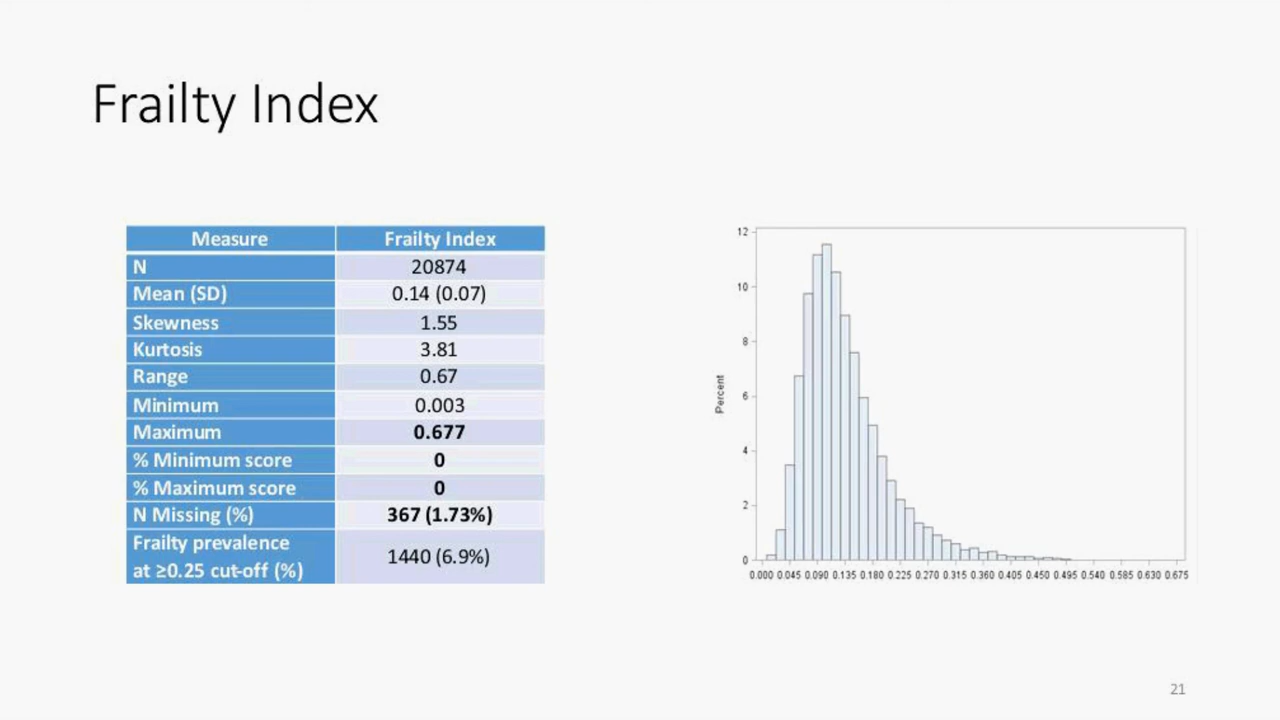 Frailty Index
Measure Frailty Index
N 20874
Mean (SD) 0.14 (0.07)
Skewness 1.55
Kurtosis 3.81
Range 0.67
Minimum 0.003
Maximum 0.677
% Minimum score 0
% Maximum score 0
N Missing (%) 367 (1.73%)
Frailty prevalence
at ≥0.25 cut-off (%) 1440 (6.9%)
12
10
8
6
4
2
0
Percent
0.000 0.045 0.090 0.135 0.180 0.225 0.270 0.315 0.360 0.405 0.450 0.495 0.540 0.585 0.630 0.675
21